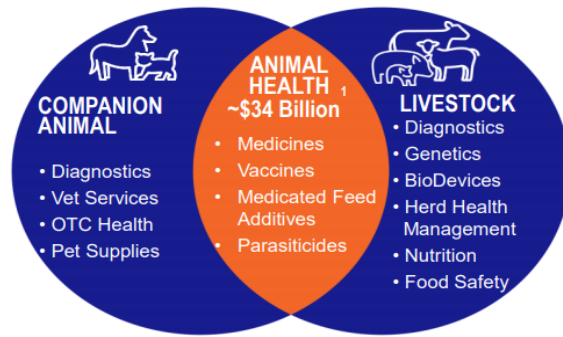 COMPANION
ANIMAL
• Diagnostics
• Vet Services
• OTC Health
• Pet Supplies
ANIMAL
HEALTH 1
~$34 Billion
• Medicines
• Vaccines
• Medicated Feed
Additives
• Parasiticides
LIVESTOCK
• Diagnostics
• Genetics
• BioDevices
• Herd Health
Management
• Nutrition
• Food Safety